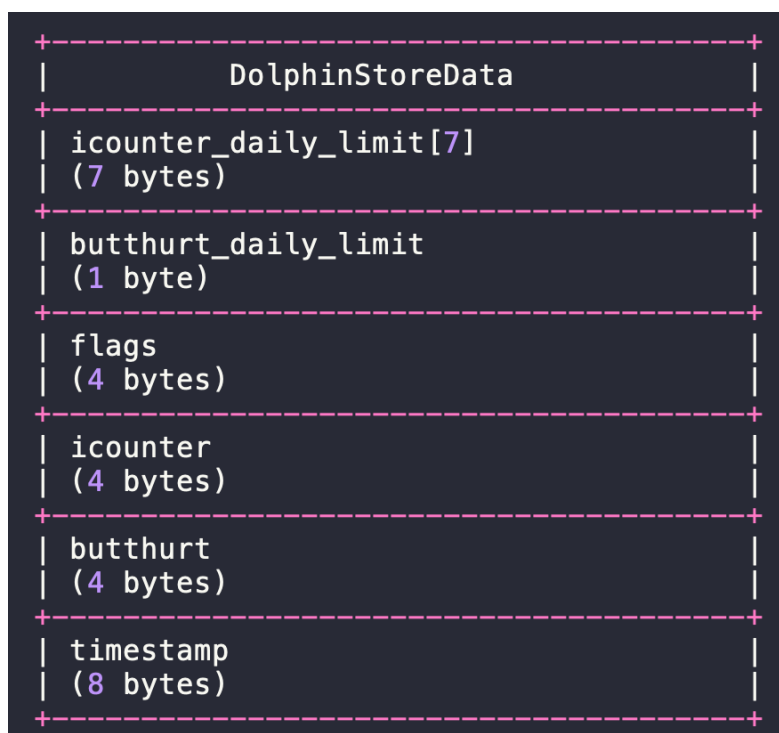 +---------------------------------------+
| DolphinStoreData |
+---------------------------------------+
| icounter_daily_limit[7] |
| (7 bytes) |
+---------------------------------------+
| butthurt_daily_limit |
| (1 byte) |
+---------------------------------------+
| flags |
| (4 bytes) |
+---------------------------------------+
| icounter |
| (4 bytes) |
+---------------------------------------+
| butthurt |
| (4 bytes) |
+---------------------------------------+
| timestamp |
| (8 bytes) |
+---------------------------------------+